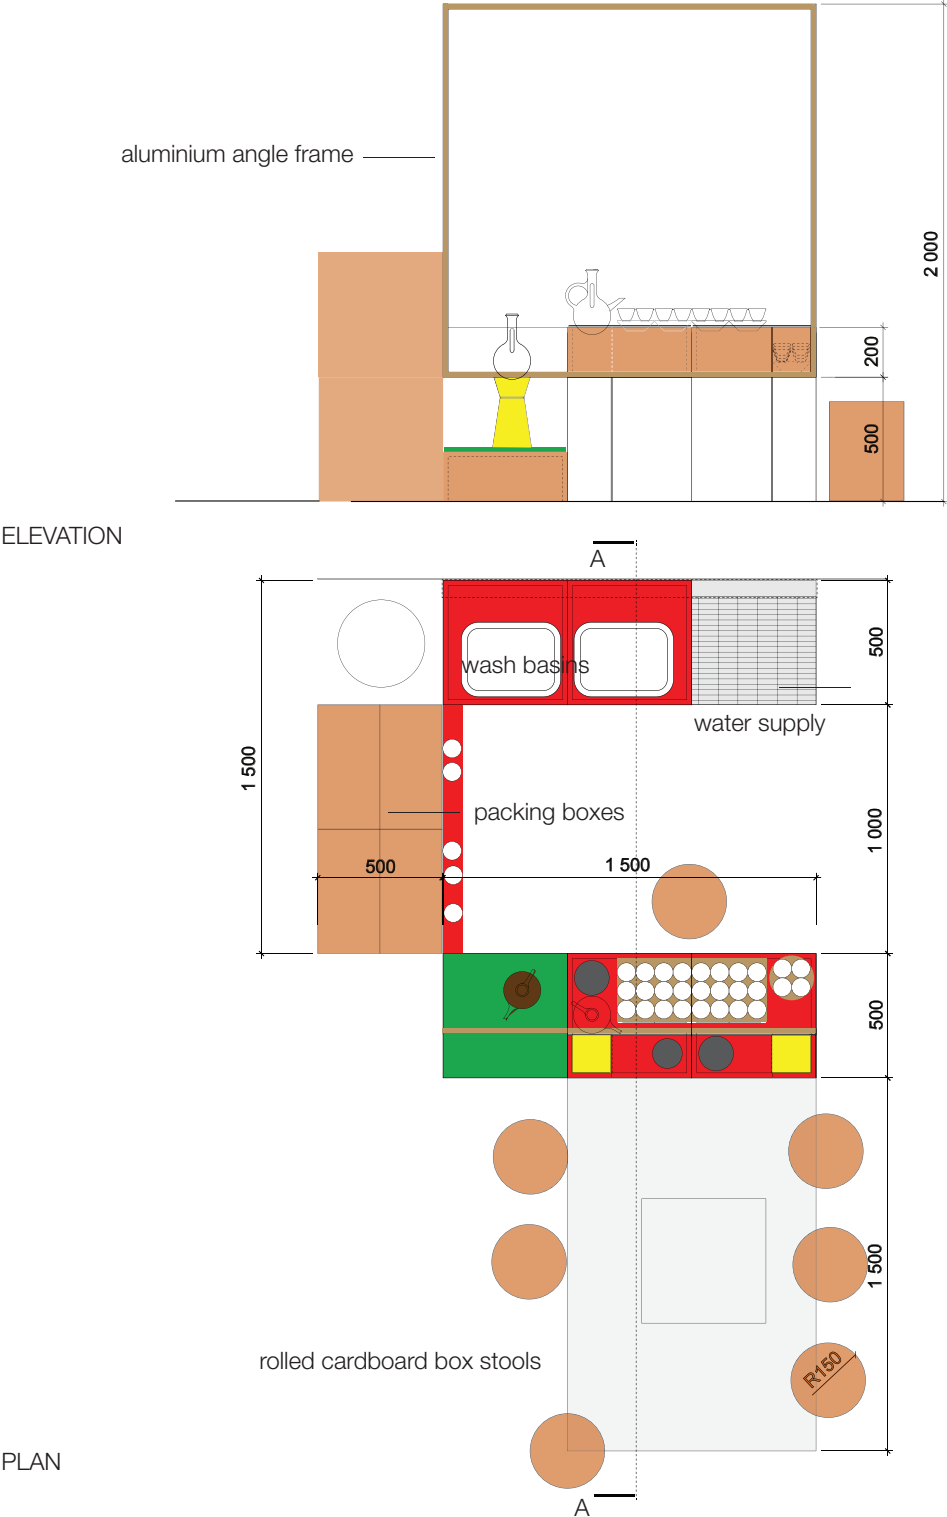 aluminium angle frame
2 000
200
500
ELEVATION
A
wash basins
500
water supply
1 500
packing boxes
1 000
500
1 500
500
1 500
rolled cardboard box stools
R150
PLAN
A